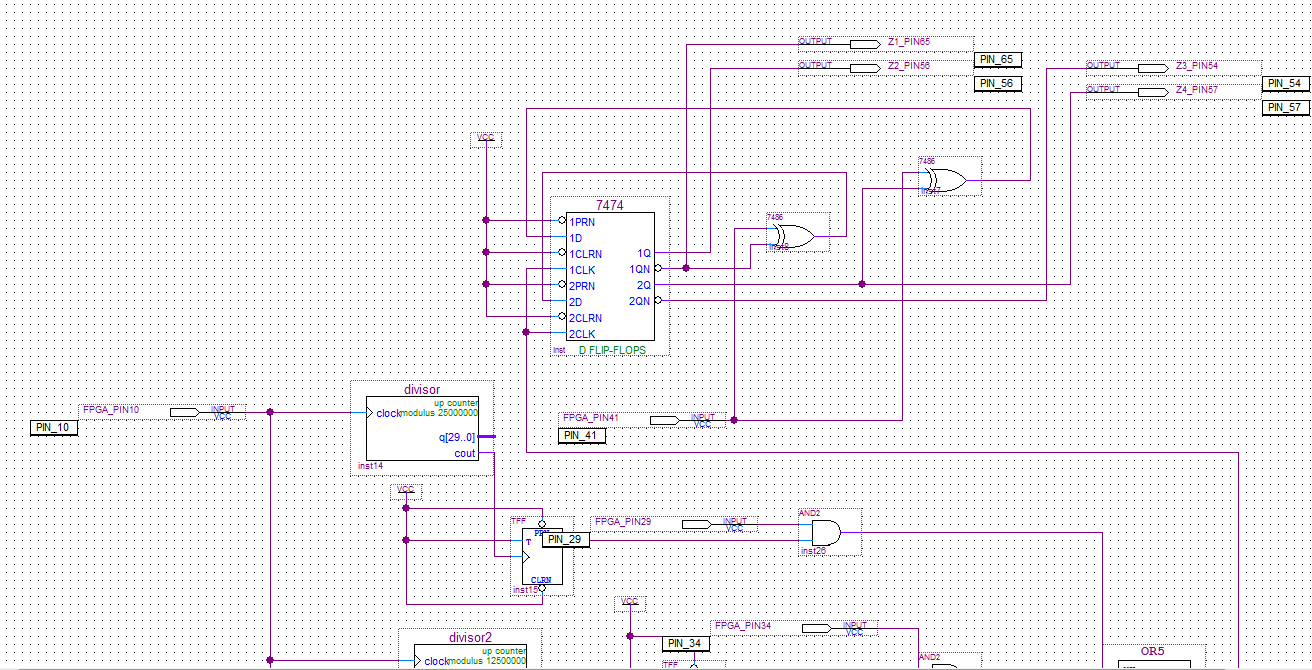 OUTPUT Z1_PIN65
PIN_65
OUTPUT Z2_PIN56
PIN_56
OUTPUT Z3_PIN54
PIN_54
OUTPUT Z4_PIN57
PIN_57
VCC
7486
7486
7474
1PRN
1D
1CLRN
1Q
1CLK
1QN
2PRN
2Q
2D
2QN
2CLRN
2CLK
inst D FLIP-FLOPS
divisor
up counter
clock modulus 25000000
q[29..0]
cout
inst14
FPGA_PIN10 INPUT
VCC
PIN_10
FPGA_PIN41 INPUT
VCC
PIN_41
VCC
TFF
T
PIN_29
CLRN
inst15
FPGA_PIN29 INPUT
VCC
AND2
inst26
VCC
FPGA_PIN34 INPUT
VCC
PIN_34
TFF
AND2
OR5
divisor2
up counter
clock modulus 12500000